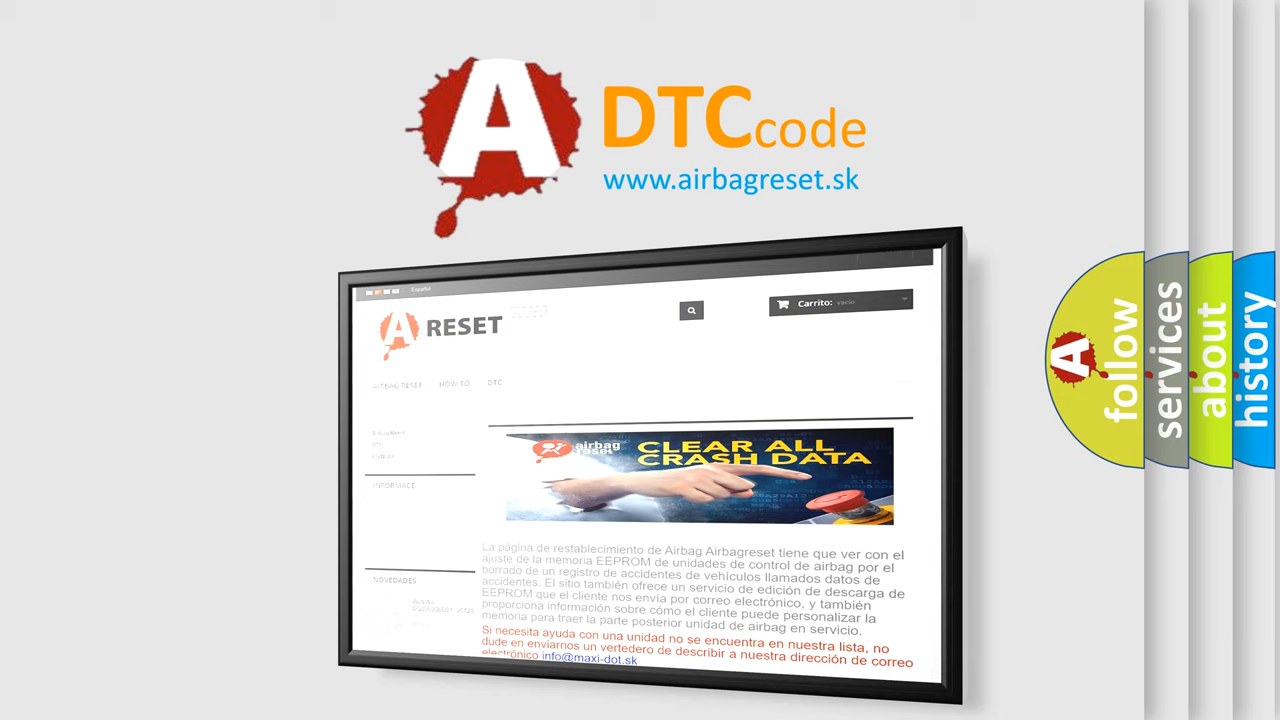 A DTC code
www.airbagreset.sk
Español
A RESET
Carrito: vacío
AIRBAG RESET HOW TO DTC
INFORMACE
NOVEDADES
airbag
reset
CLEAR ALL
CRASH DATA
La página de restablecimiento de Airbag Airbagreset tiene que ver con el
ajuste de la memoria EEPROM de unidades de control de airbag por el
borrado de un registro de accidentes de vehículos llamados datos de
accidentes. El sitio también ofrece un servicio de edición de descarga de
EEPROM que el cliente nos envía por correo electrónico, y también
proporciona información sobre cómo el cliente puede personalizar la
memoria para traer la parte posterior unidad de airbag en servicio.
Si necesita ayuda con una unidad no se encuentra en nuestra lista, no
dude en enviarnos un vertedero de describir a nuestra dirección de correo
electrónico info@maxi-dot.sk
A
follow
services
about
history